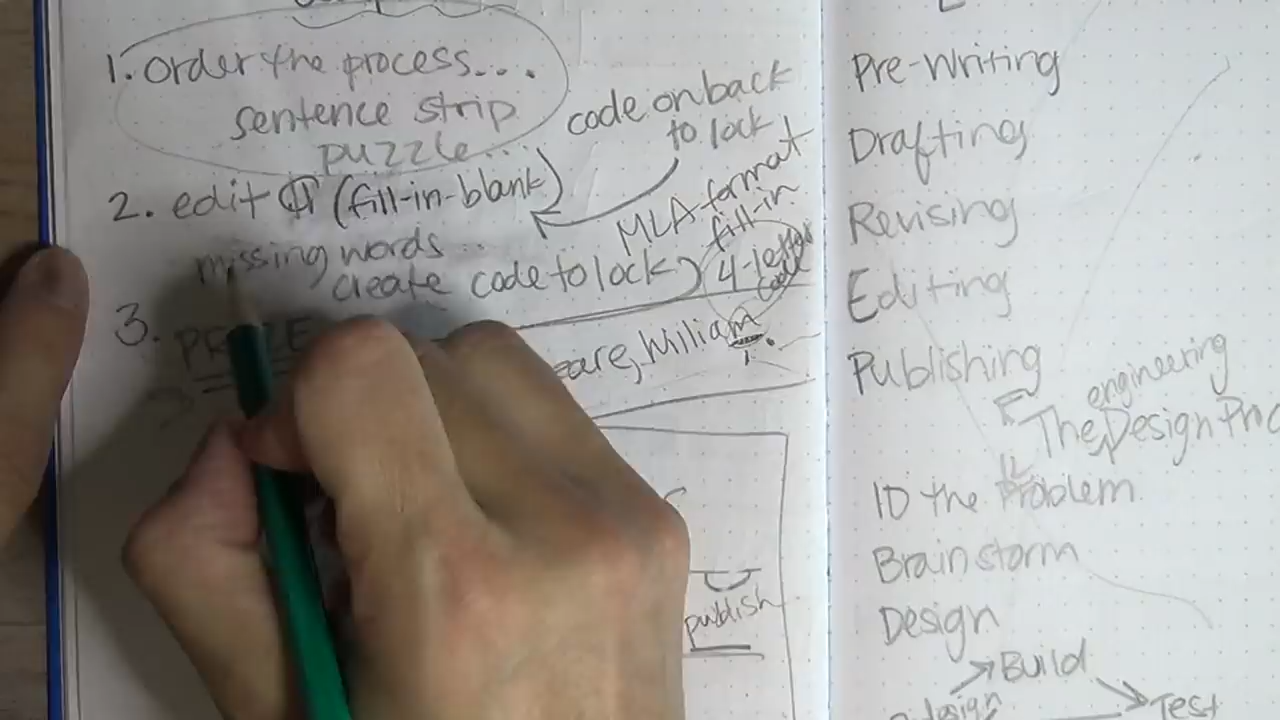 1. Order the process....
sentence strip
puzzle...
code on back
to lock
2. edit ¶ (fill-in-blank)
missing words ...
create code to lock)
MLA format
fill-in
4-letter
code
3.
eare, William
publish
Pre-Writing
Drafting
Revising
Editing
Publishing
engineering
The Design Pro
ID the Problem
Brainstorm
Design
Build
Test